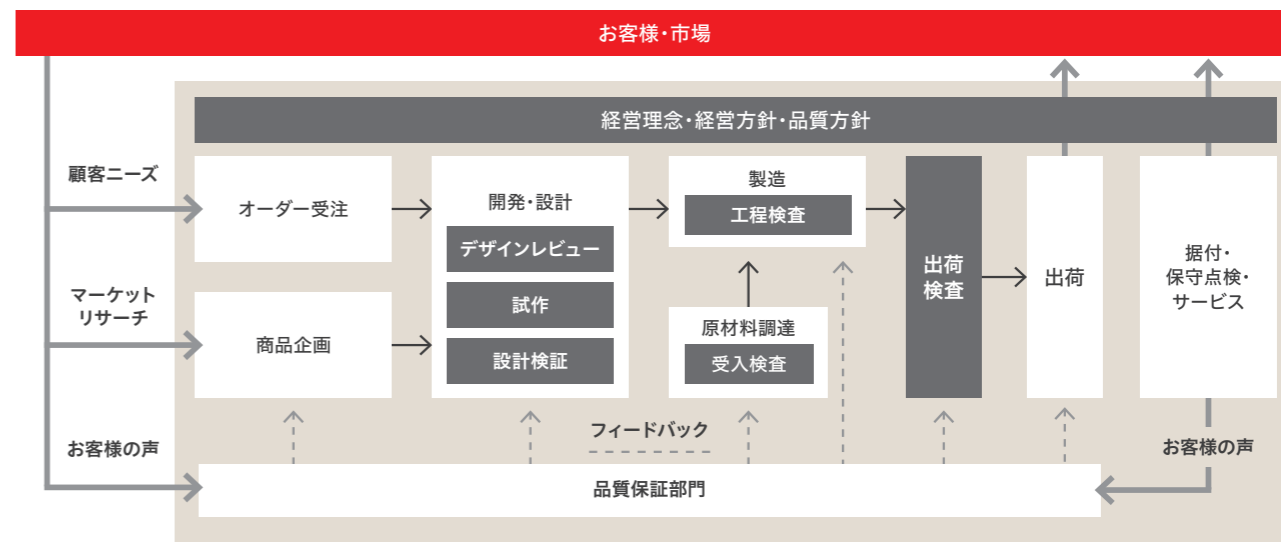 お客様・市場
経営理念・経営方針・品質方針
顧客ニーズ
オーダー受注
開発・設計
デザインレビュー
試作
設計検証
製造
工程検査
出荷
検査
出荷
据付・
保守点検・
サービス
マーケット
リサーチ
商品企画
原材料調達
受入検査
フィードバック
お客様の声
お客様の声
品質保証部門